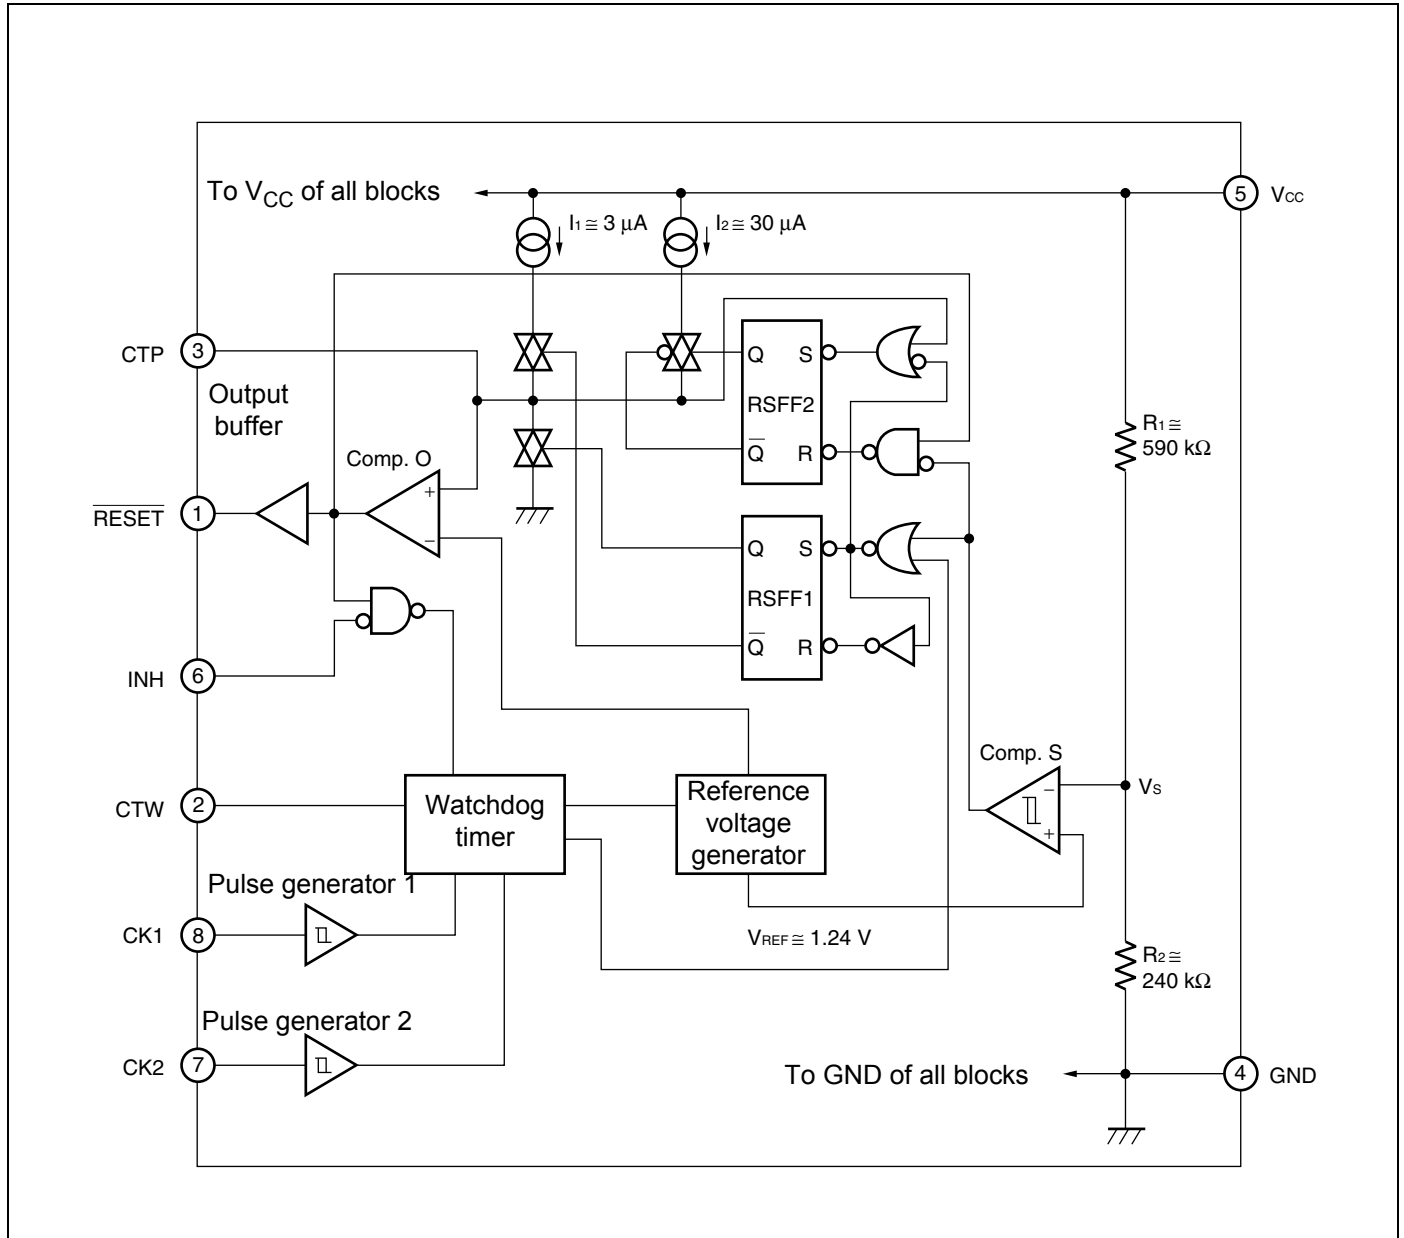 To VCC of all blocks
5
VCC
I1 ≅ 3 μA
I2 ≅ 30 μA
CTP
3
Q
S
Output
buffer
RSFF2
R1 ≅
590 kΩ
Q
R
Comp. O
+
−
RESET
1
Q
S
RSFF1
Q
R
INH
6
Comp. S
−
+
VS
CTW
2
Watchdog
timer
Reference
voltage
generator
Pulse generator 1
CK1
8
VREF ≅ 1.24 V
R2 ≅
240 kΩ
Pulse generator 2
CK2
7
To GND of all blocks
4
GND